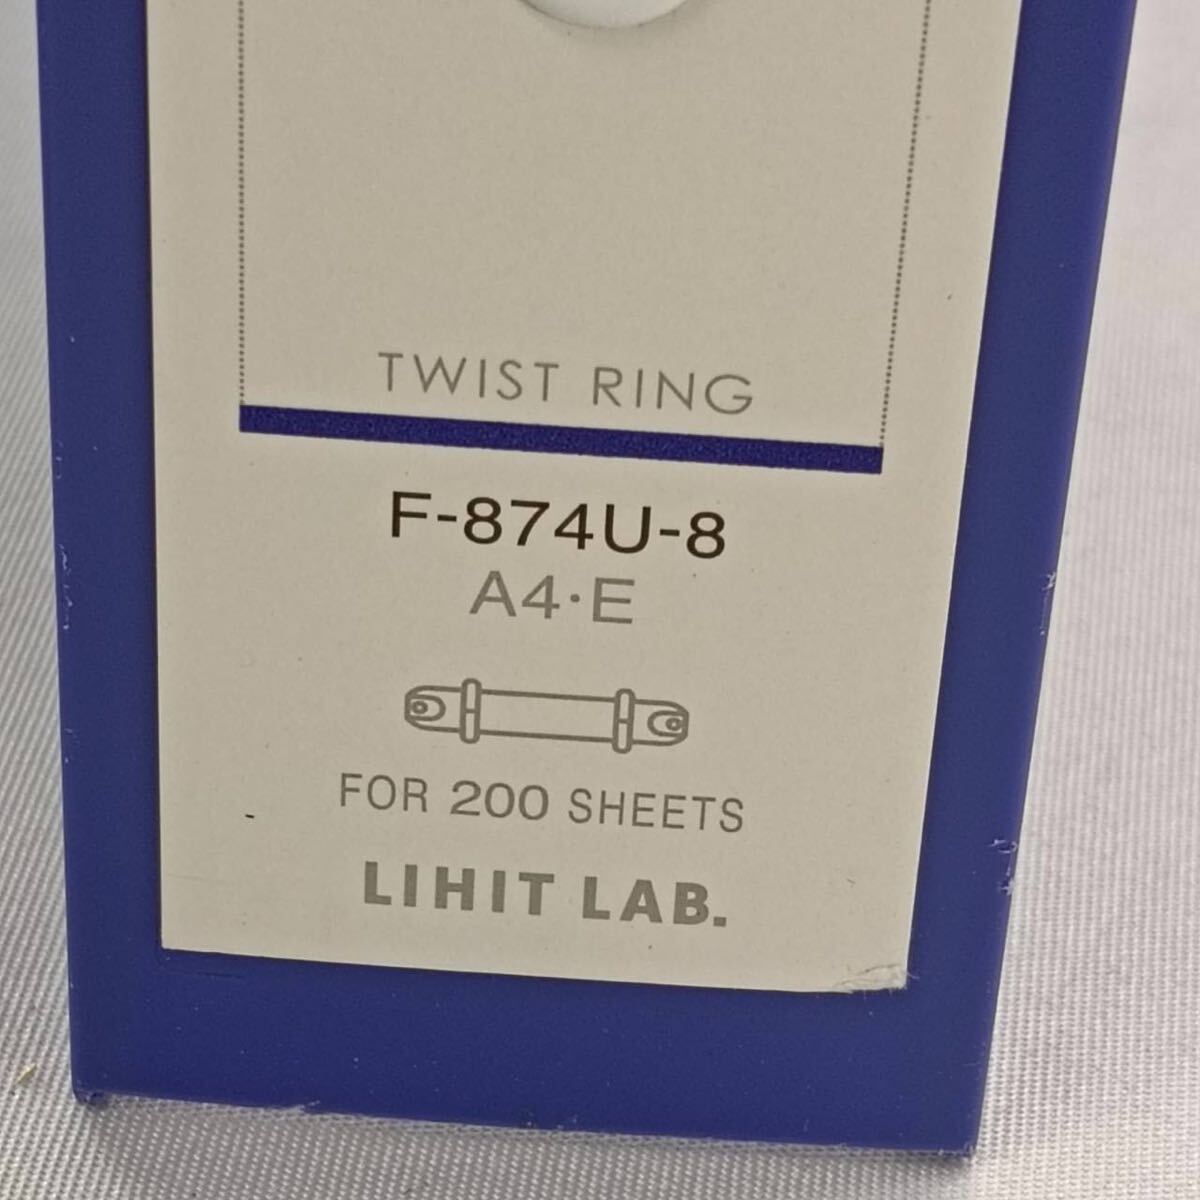 TWIST RING
F-874U-8
A4・E
FOR 200 SHEETS
LIHIT LAB.